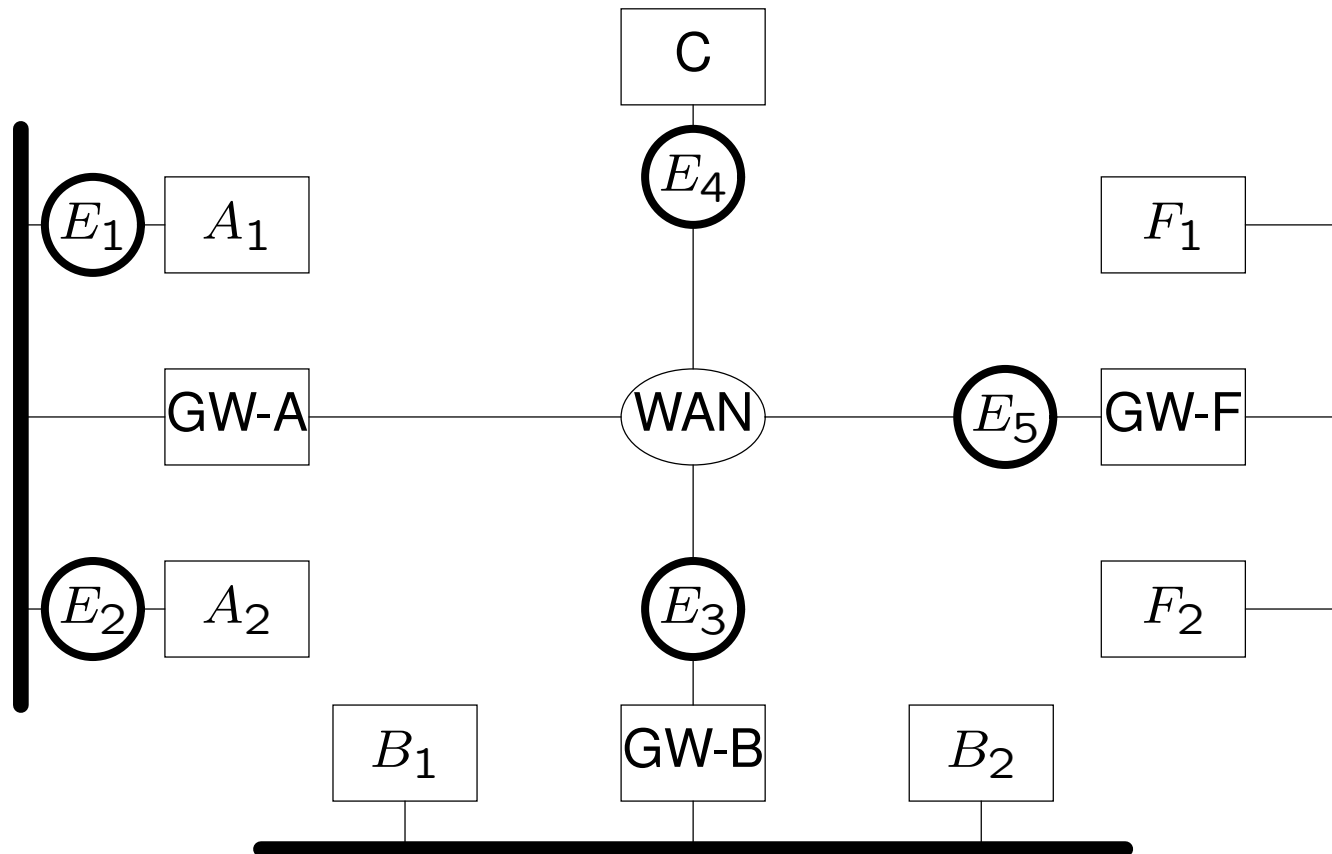 C
E₄
E₁ A₁ F₁
GW-A WAN E₅ GW-F
E₂ A₂ E₃ F₂
B₁ GW-B B₂